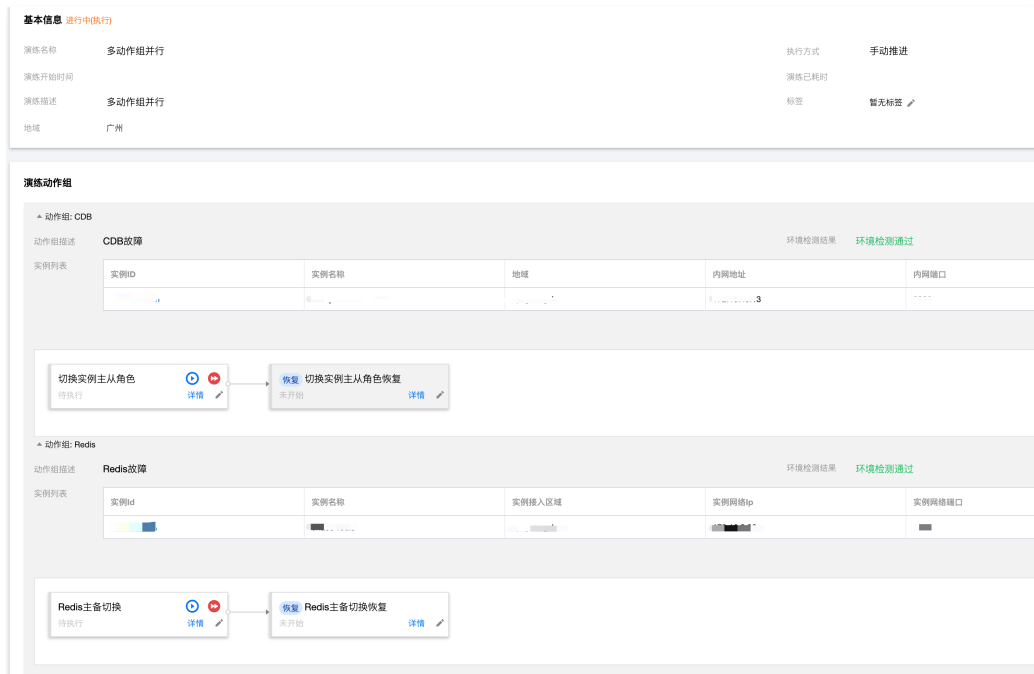 基本信息 进行中(执行)
演练名称 多动作组并行 执行方式 手动推进
演练开始时间 演练已耗时
演练描述 多动作组并行 标签 暂无标签
地域 广州
演练动作组
动作组: CDB
动作组描述 CDB故障 环境检测结果 环境检测通过
实例列表
实例ID 实例名称 地域 内网地址 内网端口
切换实例主从角色 恢复 切换实例主从角色恢复
待执行 详情 未开始 详情
动作组: Redis
动作组描述 Redis故障 环境检测结果 环境检测通过
实例列表
实例Id 实例名称 实例接入区域 实例网络Ip 实例网络端口
Redis主备切换 恢复 Redis主备切换恢复
待执行 详情 未开始 详情